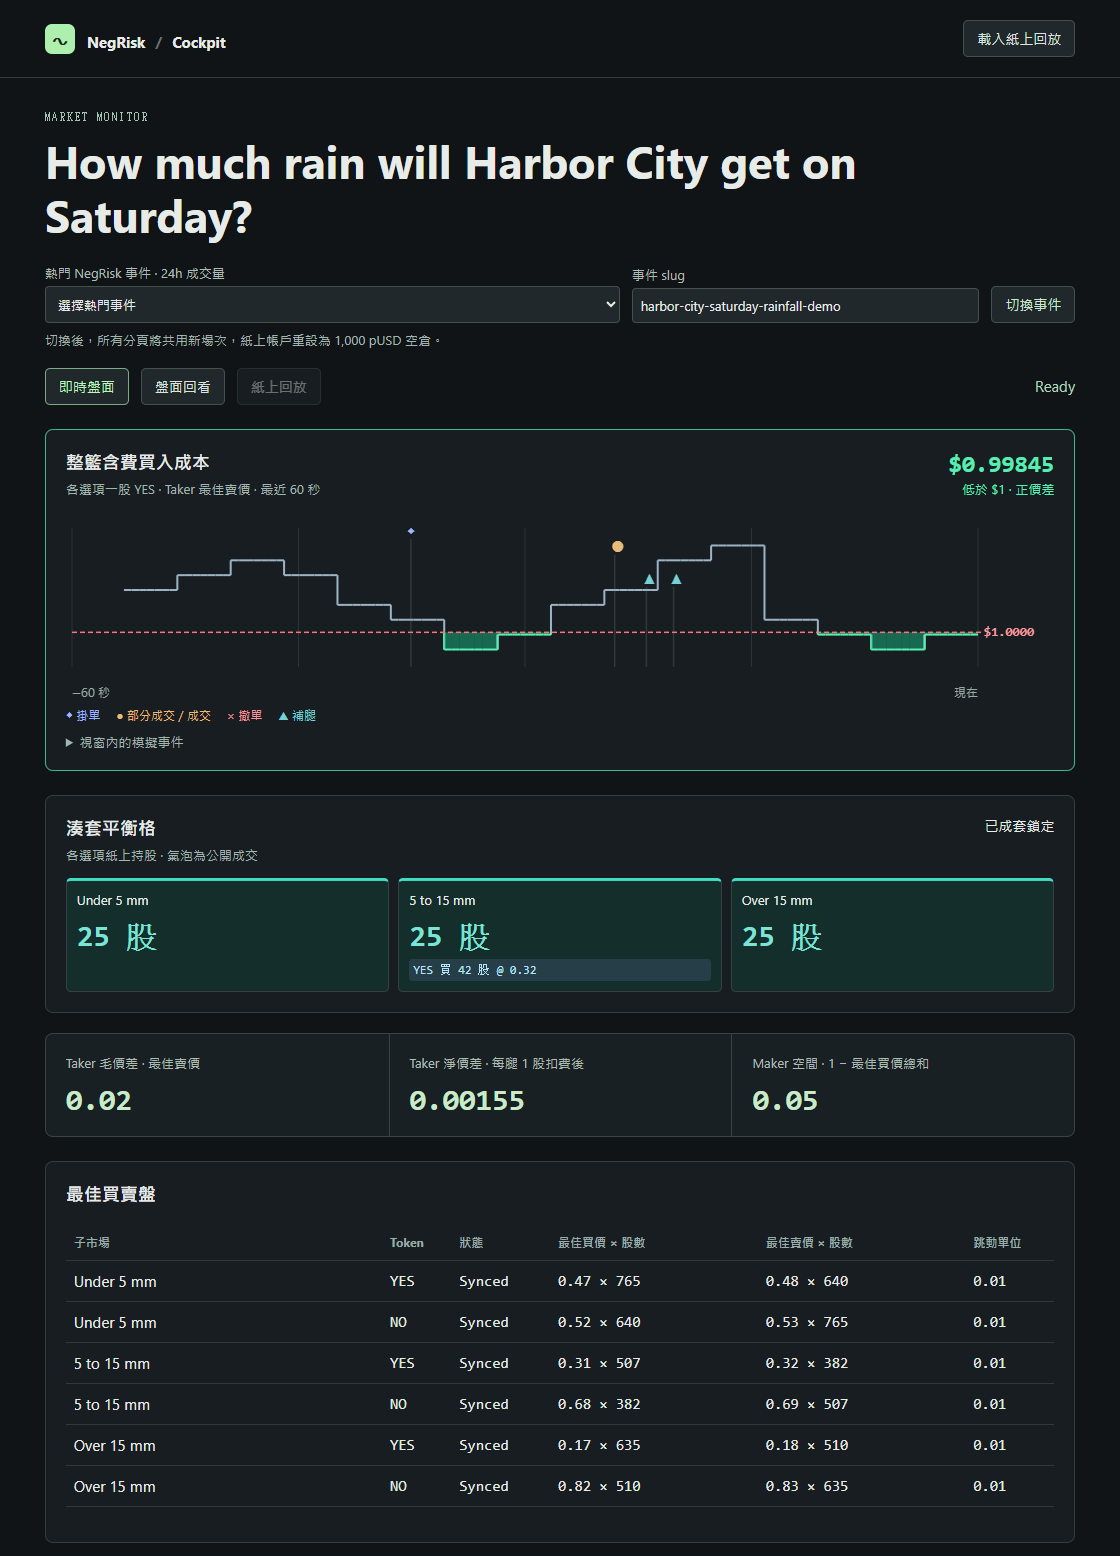 NegRisk / Cockpit
載入紙上回放
MARKET MONITOR
How much rain will Harbor City get on
Saturday?
熱門 NegRisk 事件 · 24h 成交量
事件 slug
選擇熱門事件
harbor-city-saturday-rainfall-demo
切換事件
切換後，所有分頁將共用新場次，紙上帳戶重設為 1,000 pUSD 空倉。
即時盤面
盤面回看
紙上回放
Ready
整籃含費買入成本
$0.99845
各選項一股 YES · Taker 最佳賣價 · 最近 60 秒
低於 $1 · 正價差
$1.0000
−60 秒
現在
◆ 掛單 ● 部分成交 / 成交 × 撤單 ▲ 補腿
▶ 視窗內的模擬事件
湊套平衡格
已成套鎖定
各選項紙上持股 · 氣泡為公開成交
Under 5 mm
25 股
5 to 15 mm
25 股
YES 買 42 股 @ 0.32
Over 15 mm
25 股
Taker 毛價差 · 最佳賣價
0.02
Taker 淨價差 · 每腿 1 股扣費後
0.00155
Maker 空間 · 1 − 最佳買價總和
0.05
最佳買賣盤
子市場 Token 狀態 最佳買價 × 股數 最佳賣價 × 股數 跳動單位
Under 5 mm YES Synced 0.47 × 765 0.48 × 640 0.01
Under 5 mm NO Synced 0.52 × 640 0.53 × 765 0.01
5 to 15 mm YES Synced 0.31 × 507 0.32 × 382 0.01
5 to 15 mm NO Synced 0.68 × 382 0.69 × 507 0.01
Over 15 mm YES Synced 0.17 × 635 0.18 × 510 0.01
Over 15 mm NO Synced 0.82 × 510 0.83 × 635 0.01